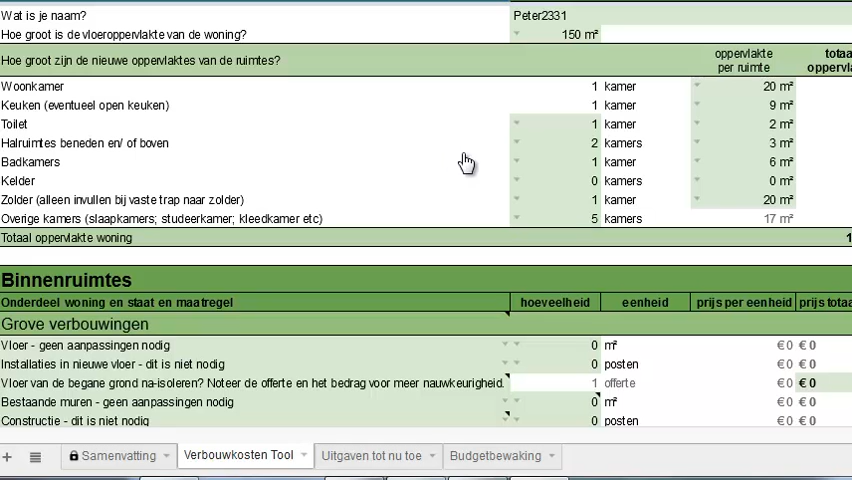 Wat is je naam? Peter2331
Hoe groot is de vloeroppervlakte van de woning? 150 m²
Hoe groot zijn de nieuwe oppervlaktes van de ruimtes? oppervlakte per ruimte totaa oppervla
Woonkamer 1 kamer 20 m²
Keuken (eventueel open keuken) 1 kamer 9 m²
Toilet 1 kamer 2 m²
Halruimtes beneden en/ of boven 2 kamers 3 m²
Badkamers 1 kamer 6 m²
Kelder 0 kamers 0 m²
Zolder (alleen invullen bij vaste trap naar zolder) 1 kamer 20 m²
Overige kamers (slaapkamers; studeerkamer; kleedkamer etc) 5 kamers 17 m²
Totaal oppervlakte woning 1
Binnenruimtes
Onderdeel woning en staat en maatregel hoeveelheid eenheid prijs per eenheid prijs totaa
Grove verbouwingen
Vloer - geen aanpassingen nodig 0 m² €0 €0
Installaties in nieuwe vloer - dit is niet nodig 0 posten €0 €0
Vloer van de begane grond na-isoleren? Noteer de offerte en het bedrag voor meer nauwkeurigheid. 1 offerte €0
Bestaande muren - geen aanpassingen nodig 0 m² €0 €0
Constructie - dit is niet nodig 0 posten €0 €0
Samenvatting Verbouwkosten Tool Uitgaven tot nu toe Budgetbewaking